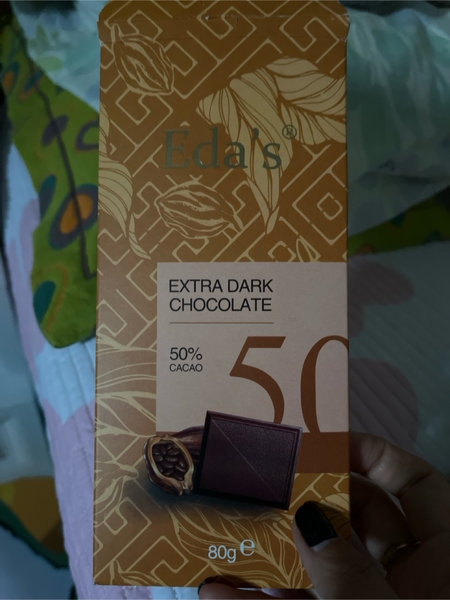 Eda's®
EXTRA DARK
CHOCOLATE
50%
CACAO
50
80g ℮